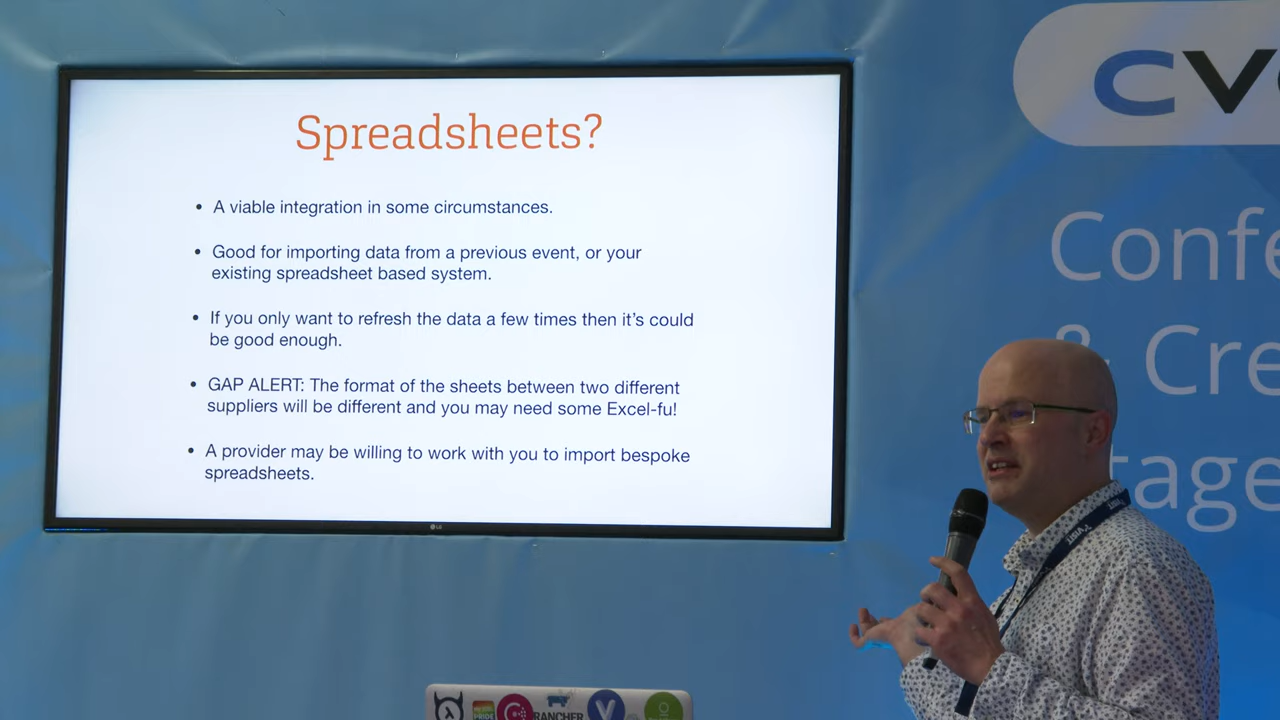 Spreadsheets?
• A viable integration in some circumstances.
• Good for importing data from a previous event, or your
existing spreadsheet based system.
• If you only want to refresh the data a few times then it's could
be good enough.
• GAP ALERT: The format of the sheets between two different
suppliers will be different and you may need some Excel-fu!
• A provider may be willing to work with you to import bespoke
spreadsheets.
LG
CV
Confe
& Cre
tage
RANCHER
PRIDE